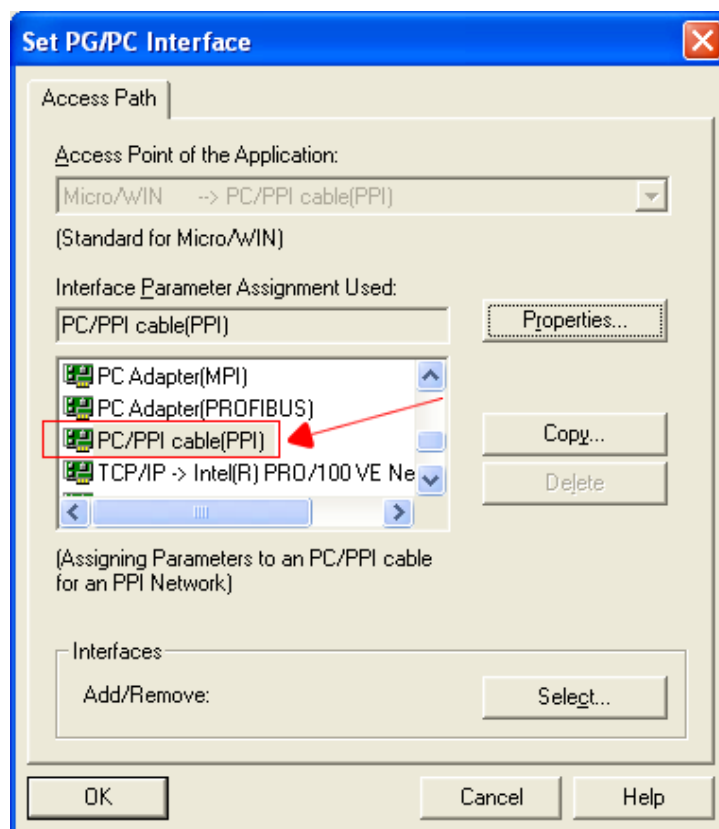 Set PG/PC Interface
Access Path
Access Point of the Application:
Micro/WIN --> PC/PPI cable(PPI)
(Standard for Micro/WIN)
Interface Parameter Assignment Used:
PC/PPI cable(PPI)
Properties...
PC Adapter(MPI)
PC Adapter(PROFIBUS)
PC/PPI cable(PPI)
TCP/IP -> Intel(R) PRO/100 VE Ne
Copy...
Delete
(Assigning Parameters to an PC/PPI cable
for an PPI Network)
Interfaces
Add/Remove:
Select...
OK
Cancel
Help